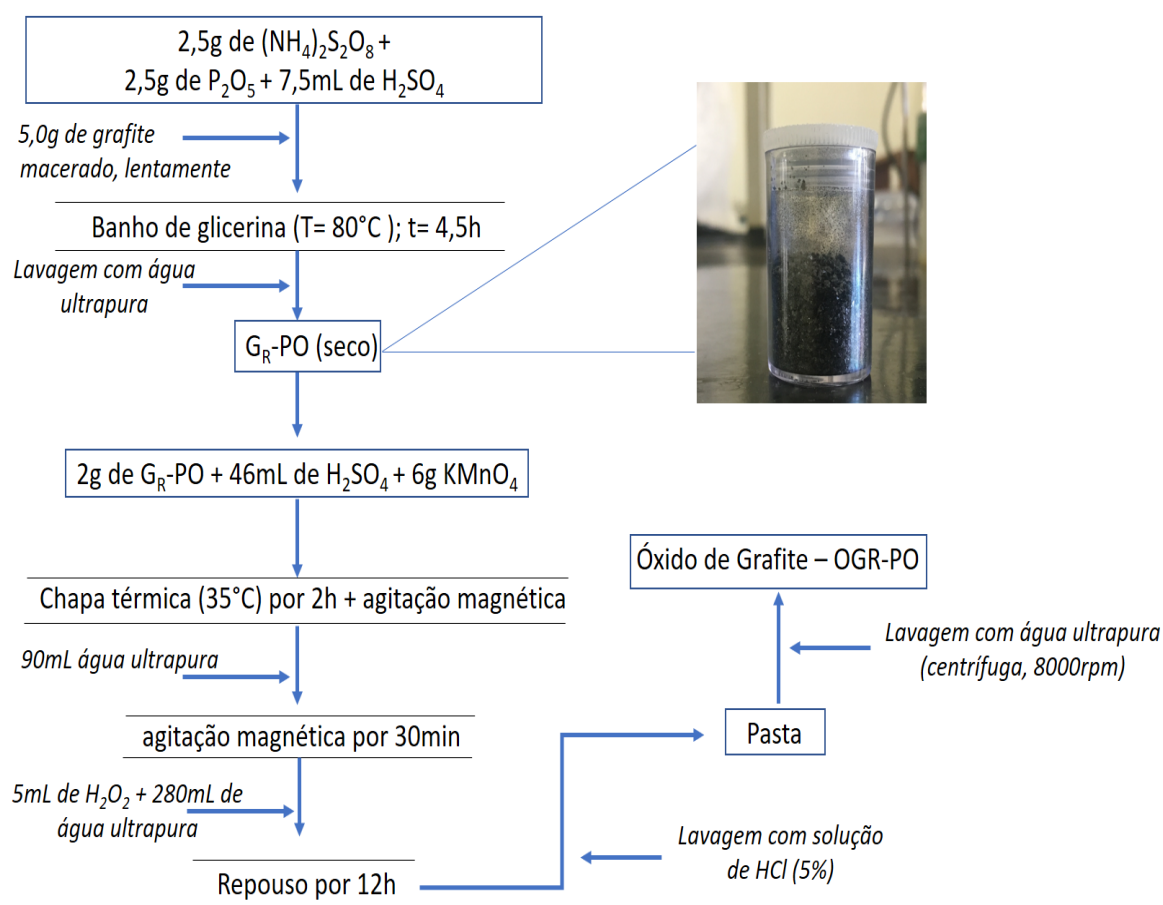 2,5g de (NH₄)₂S₂O₈ +
2,5g de P₂O₅ + 7,5mL de H₂SO₄
5,0g de grafite
macerado, lentamente
Banho de glicerina (T= 80°C ); t= 4,5h
Lavagem com água
ultrapura
G_R-PO (seco)
2g de G_R-PO + 46mL de H₂SO₄ + 6g KMnO₄
Chapa térmica (35°C) por 2h + agitação magnética
90mL água ultrapura
agitação magnética por 30min
5mL de H₂O₂ + 280mL de
água ultrapura
Repouso por 12h
Lavagem com solução
de HCl (5%)
Pasta
Lavagem com água ultrapura
(centrífuga, 8000rpm)
Óxido de Grafite – OGR-PO